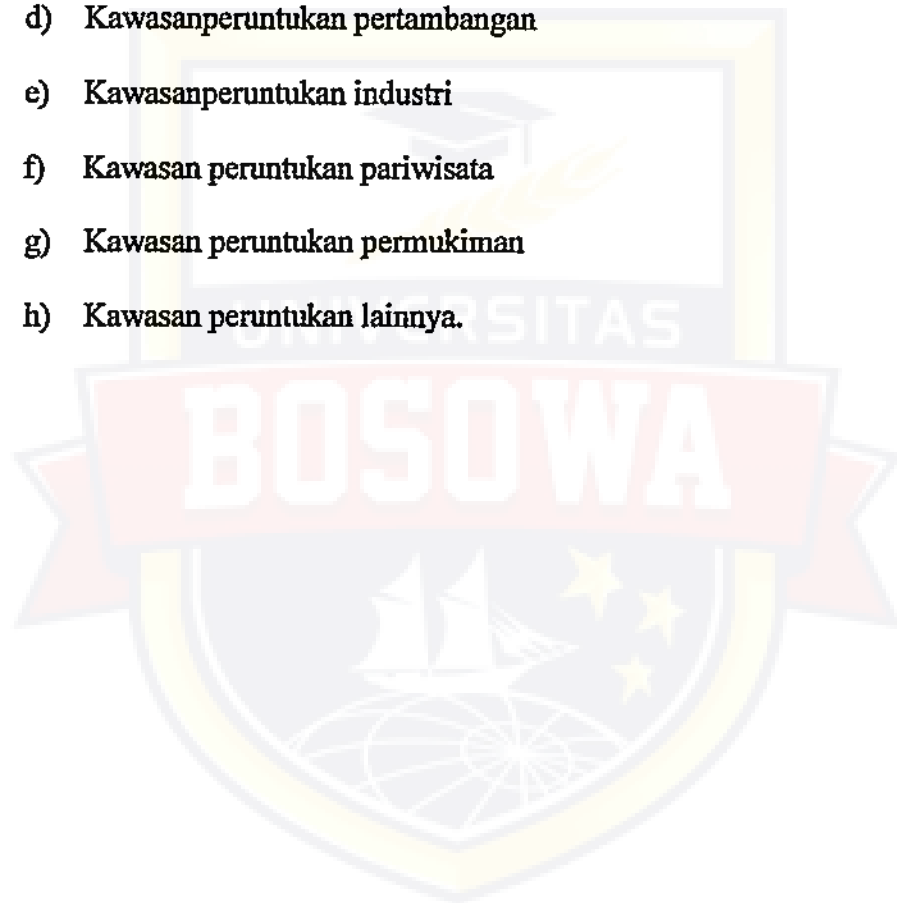 d) Kawasanperuntukan pertambangan
e) Kawasanperuntukan industri
f) Kawasan peruntukan pariwisata
g) Kawasan peruntukan permukiman
h) Kawasan peruntukan lainnya.
UNIVERSITAS
BOSOWA